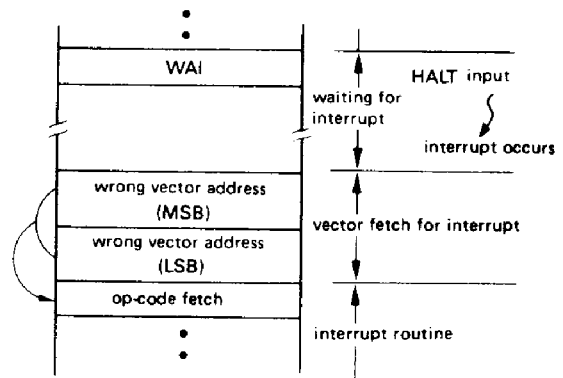 WAI
HALT input
waiting for
interrupt
interrupt occurs
wrong vector address
(MSB)
vector fetch for interrupt
wrong vector address
(LSB)
op-code fetch
interrupt routine